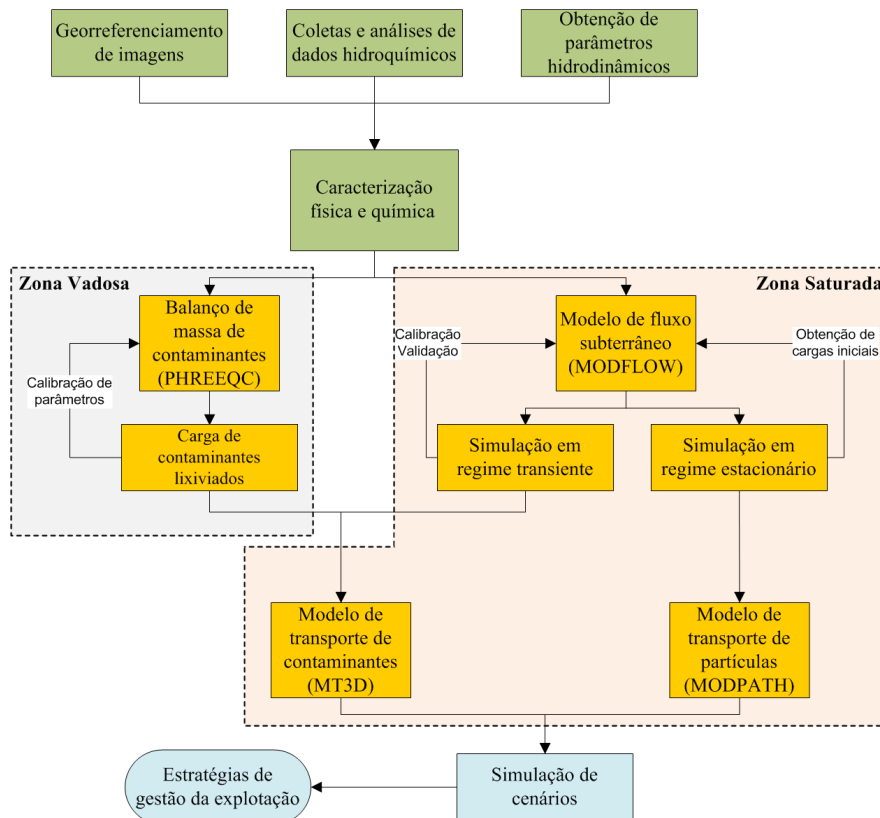 Georreferenciamento
de imagens
Coletas e análises de
dados hidroquímicos
Obtenção de
parâmetros
hidrodinâmicos
Caracterização
física e química
Zona Vadosa
Zona Saturada
Balanço de
massa de
contaminantes
(PHREEQC)
Calibração de
parâmetros
Carga de
contaminantes
lixiviados
Calibração
Validação
Modelo de fluxo
subterrâneo
(MODFLOW)
Obtenção de
cargas iniciais
Simulação em
regime transiente
Simulação em
regime estacionário
Modelo de
transporte de
contaminantes
(MT3D)
Modelo de
transporte de
partículas
(MODPATH)
Estratégias de
gestão da explotação
Simulação de
cenários